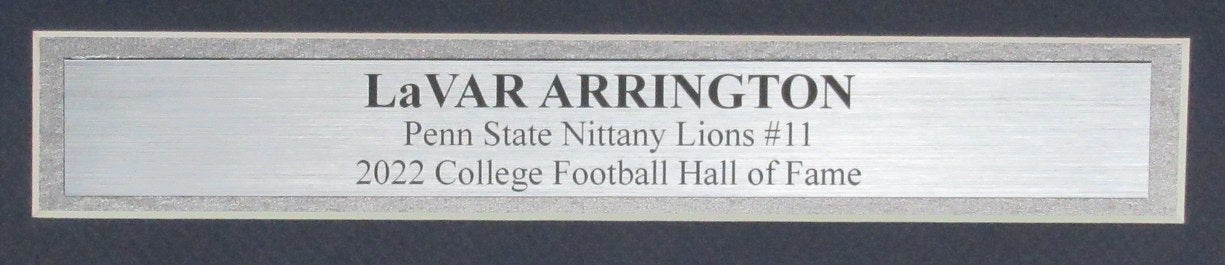 LaVAR ARRINGTON
Penn State Nittany Lions #11
2022 College Football Hall of Fame